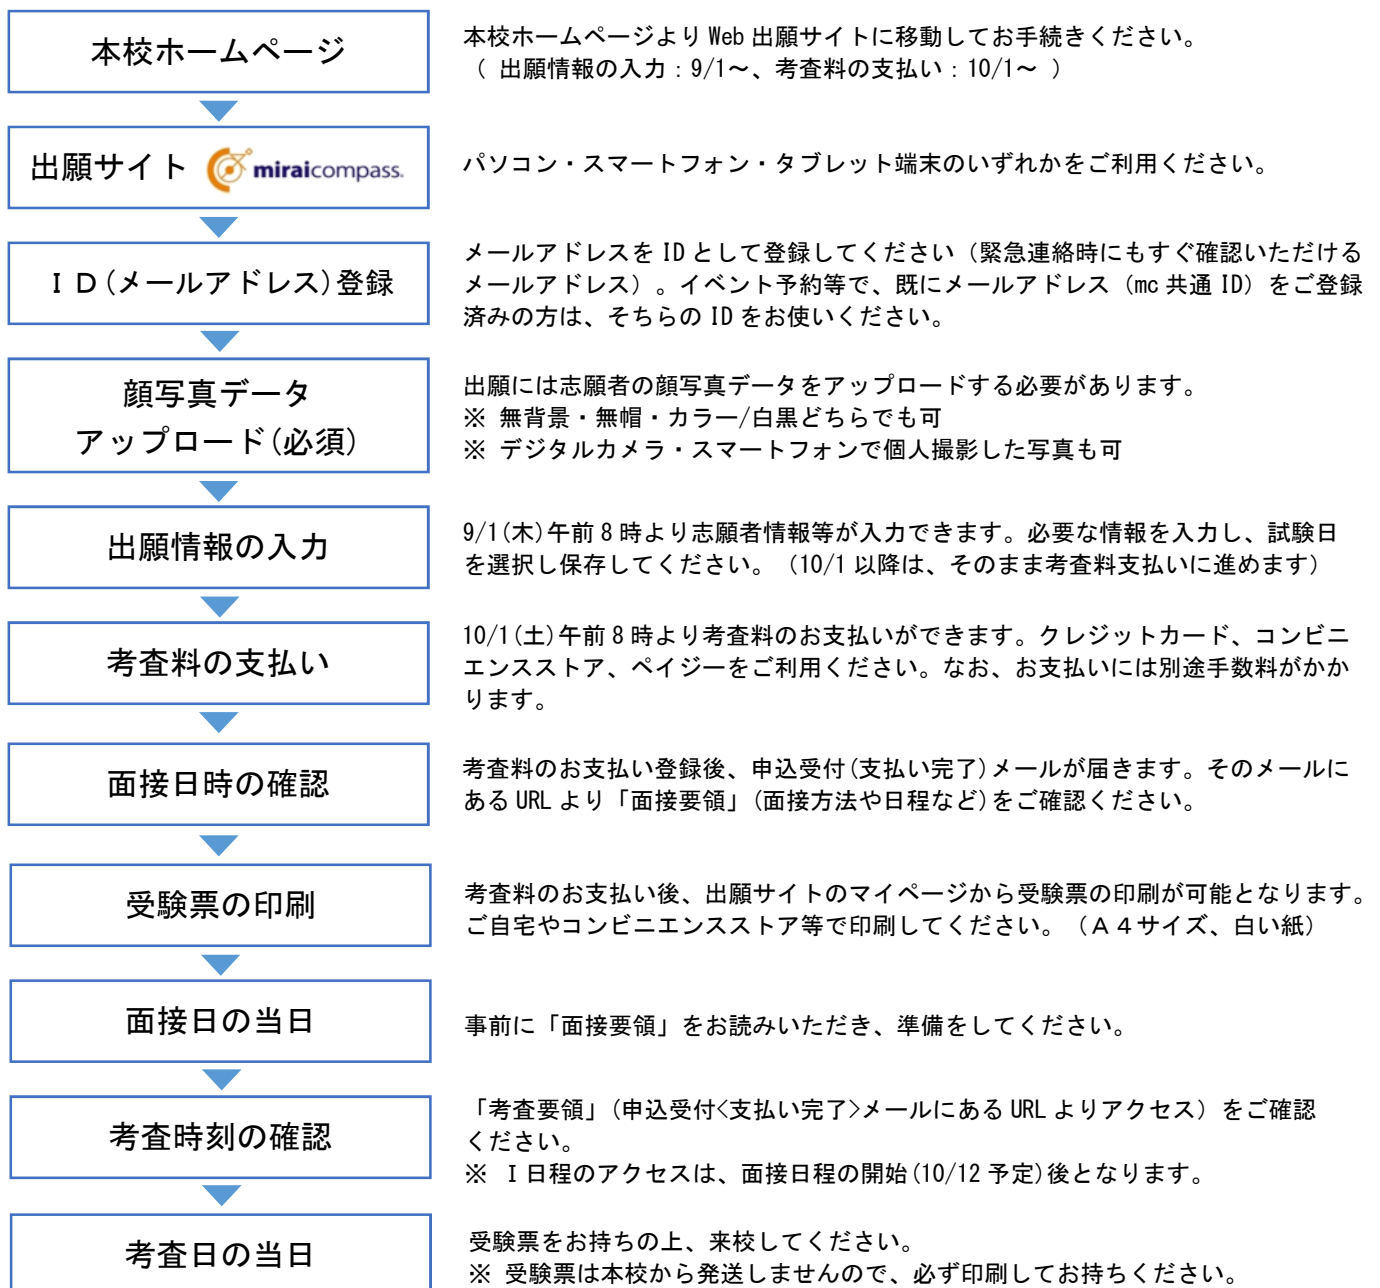 本校ホームページ
本校ホームページより Web 出願サイトに移動してお手続きください。
（ 出願情報の入力：9/1～、考査料の支払い：10/1～ ）
出願サイト miraicompass.
パソコン・スマートフォン・タブレット端末のいずれかをご利用ください。
ＩＤ(メールアドレス)登録
メールアドレスを ID として登録してください（緊急連絡時にもすぐ確認いただける
メールアドレス）。イベント予約等で、既にメールアドレス（mc 共通 ID）をご登録
済みの方は、そちらの ID をお使いください。
顔写真データ
アップロード(必須)
出願には志願者の顔写真データをアップロードする必要があります。
※ 無背景・無帽・カラー/白黒どちらでも可
※ デジタルカメラ・スマートフォンで個人撮影した写真も可
出願情報の入力
9/1(木)午前 8 時より志願者情報等が入力できます。必要な情報を入力し、試験日
を選択し保存してください。（10/1 以降は、そのまま考査料支払いに進めます）
考査料の支払い
10/1(土)午前 8 時より考査料のお支払いができます。クレジットカード、コンビニ
エンスストア、ペイジーをご利用ください。なお、お支払いには別途手数料がかか
ります。
面接日時の確認
考査料のお支払い登録後、申込受付(支払い完了)メールが届きます。そのメールに
ある URL より「面接要領」(面接方法や日程など)をご確認ください。
受験票の印刷
考査料のお支払い後、出願サイトのマイページから受験票の印刷が可能となります。
ご自宅やコンビニエンスストア等で印刷してください。（Ａ４サイズ、白い紙）
面接日の当日
事前に「面接要領」をお読みいただき、準備をしてください。
考査時刻の確認
「考査要領」(申込受付<支払い完了>メールにある URL よりアクセス）をご確認
ください。
※ Ｉ日程のアクセスは、面接日程の開始(10/12 予定)後となります。
考査日の当日
受験票をお持ちの上、来校してください。
※ 受験票は本校から発送しませんので、必ず印刷してお持ちください。